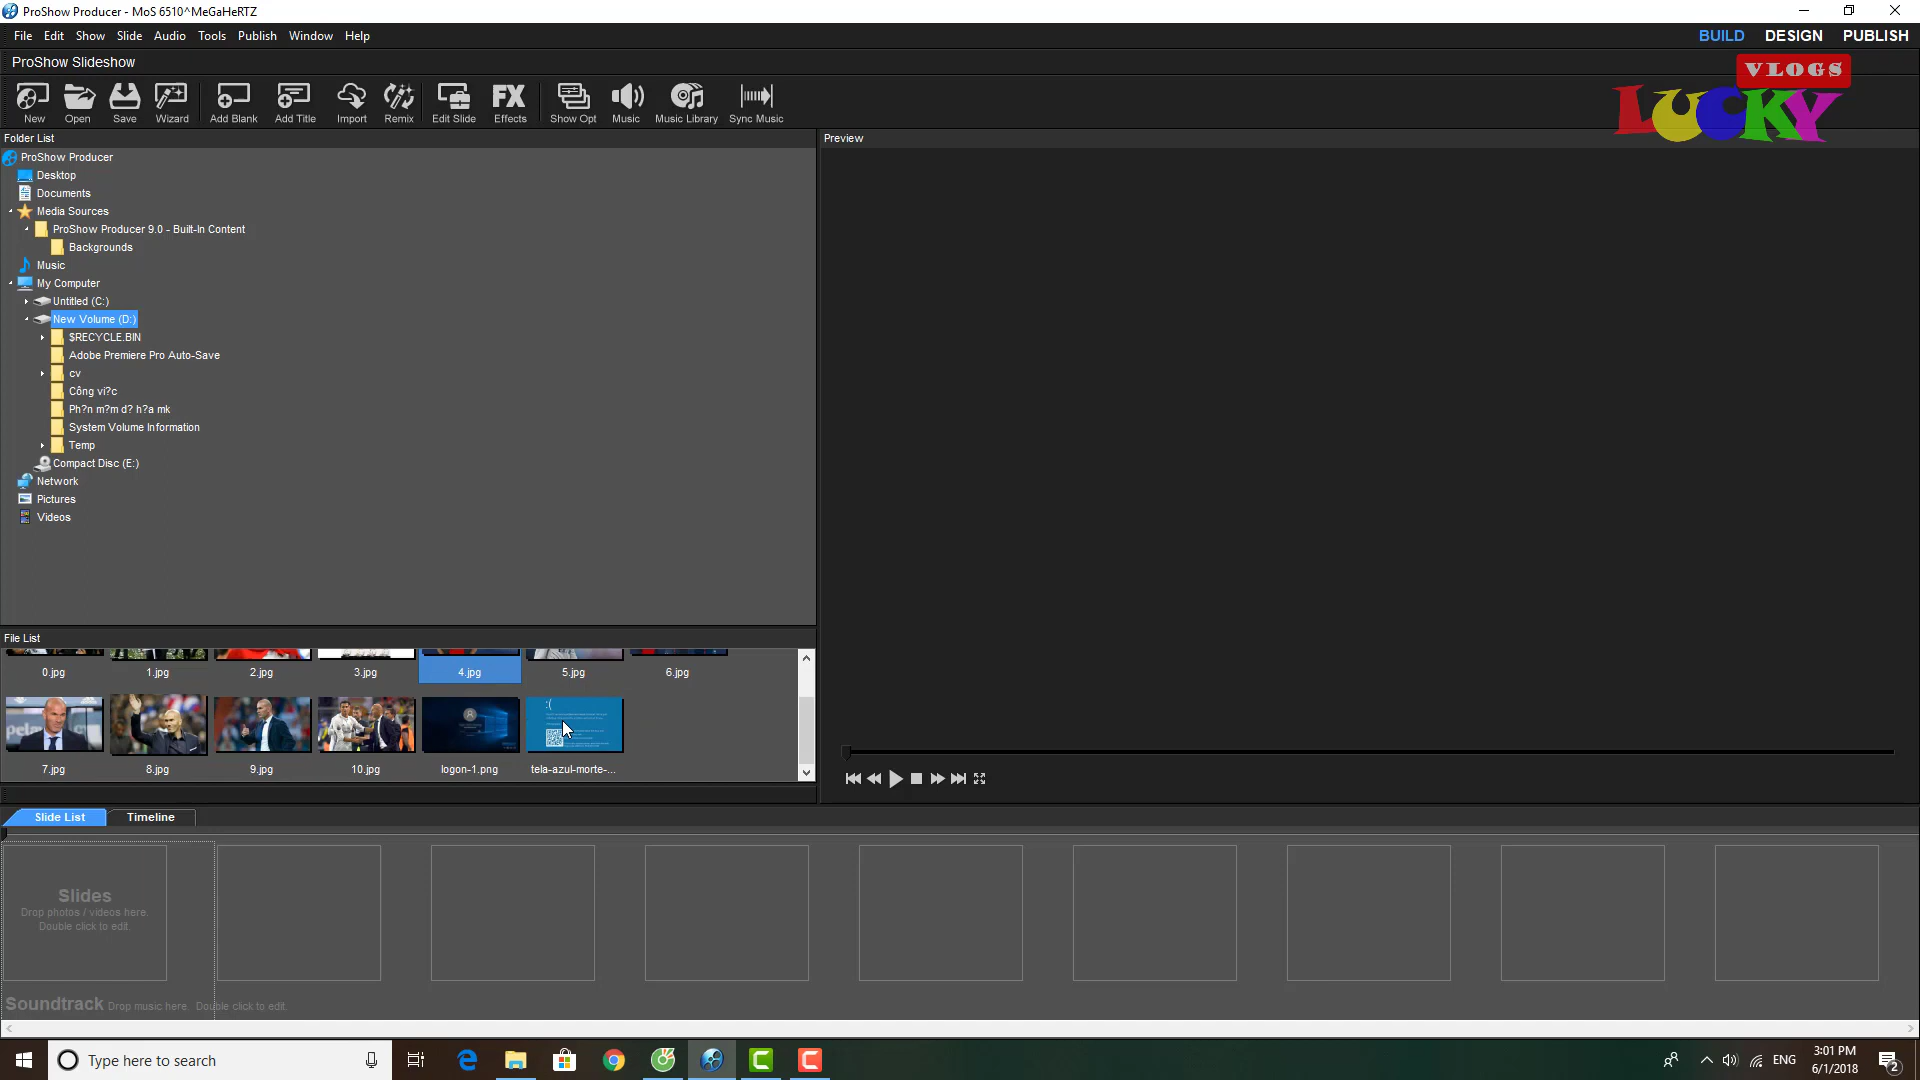 ProShow Producer - MoS 6510^MeGaHeRTZ
File Edit Show Slide Audio Tools Publish Window Help
BUILD DESIGN PUBLISH
ProShow Slideshow
VLOGS
LUCKY
New Open Save Wizard Add Blank Add Title Import Remix Edit Slide FX Effects Show Opt Music Music Library Sync Music
Folder List
Preview
ProShow Producer
Desktop
Documents
Media Sources
ProShow Producer 9.0 - Built-In Content
Backgrounds
Music
My Computer
Untitled (C:)
New Volume (D:)
$RECYCLE.BIN
Adobe Premiere Pro Auto-Save
cv
Công vi?c
Ph?n m?m d? h?a mk
System Volume Information
Temp
Compact Disc (E:)
Network
Pictures
Videos
File List
0.jpg 1.jpg 2.jpg 3.jpg 4.jpg 5.jpg 6.jpg
:(
7.jpg 8.jpg 9.jpg 10.jpg logon-1.png tela-azul-morte-...
Slide List Timeline
Slides
Drop photos / videos here.
Double click to edit.
Soundtrack Drop music here. Double click to edit.
Type here to search
ENG
3:01 PM
6/1/2018
2